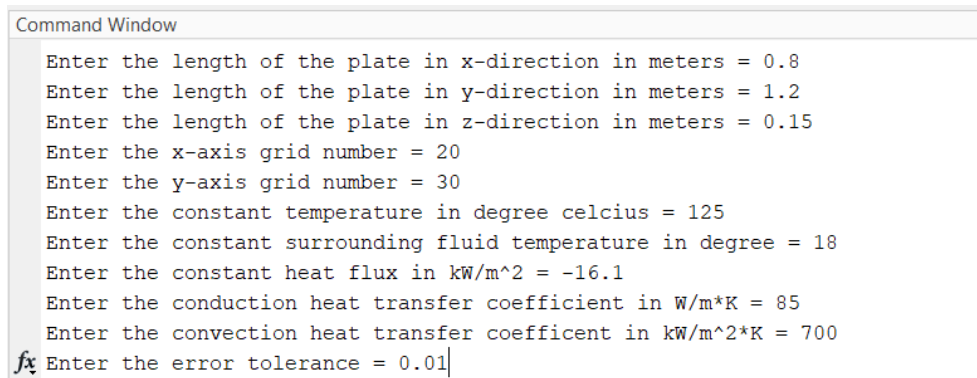 Command Window
Enter the length of the plate in x-direction in meters = 0.8
Enter the length of the plate in y-direction in meters = 1.2
Enter the length of the plate in z-direction in meters = 0.15
Enter the x-axis grid number = 20
Enter the y-axis grid number = 30
Enter the constant temperature in degree celcius = 125
Enter the constant surrounding fluid temperature in degree = 18
Enter the constant heat flux in kW/m^2 = -16.1
Enter the conduction heat transfer coefficient in W/m*K = 85
Enter the convection heat transfer coefficent in kW/m^2*K = 700
fx Enter the error tolerance = 0.01